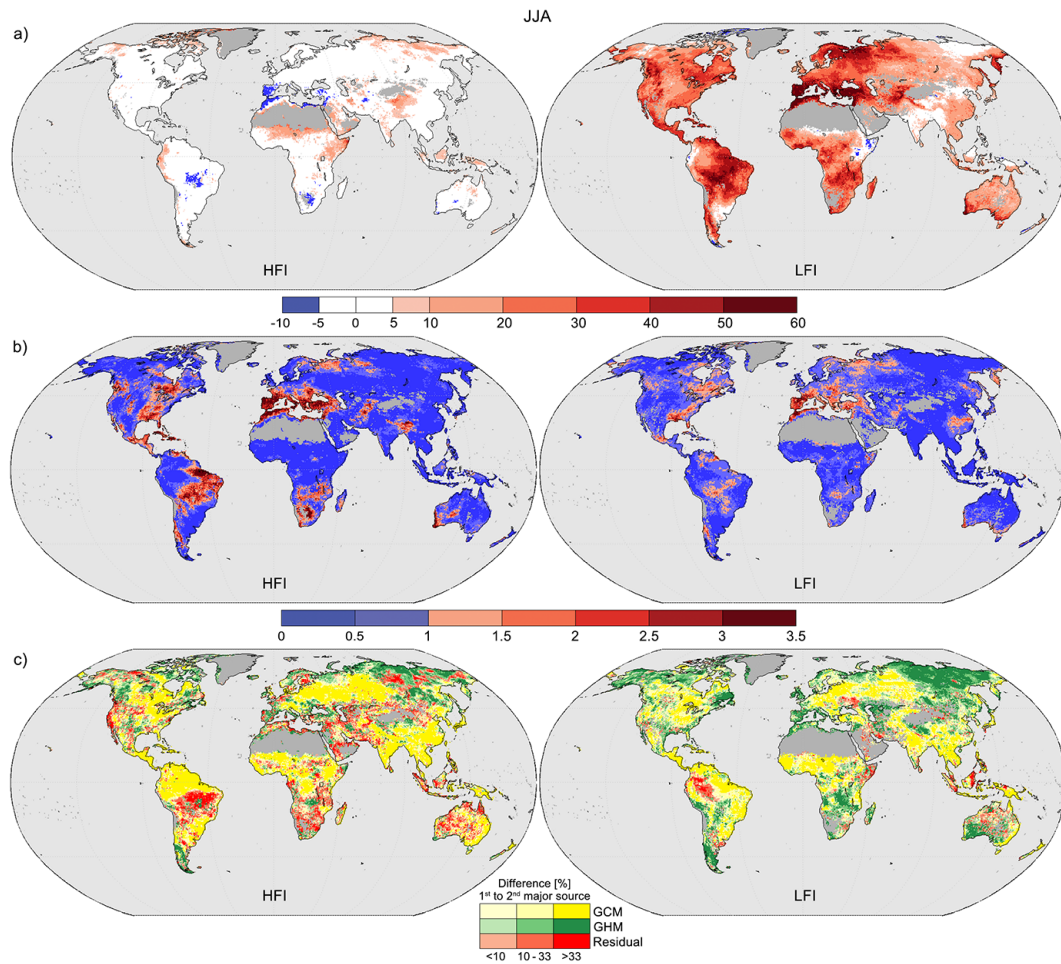 JJA
a)
HFI
LFI
-10 -5 0 5 10 20 30 40 50 60
b)
HFI
LFI
0 0.5 1 1.5 2 2.5 3 3.5
c)
HFI
LFI
Difference [%]
1st to 2nd major source
GCM
GHM
Residual
<10 10 - 33 >33